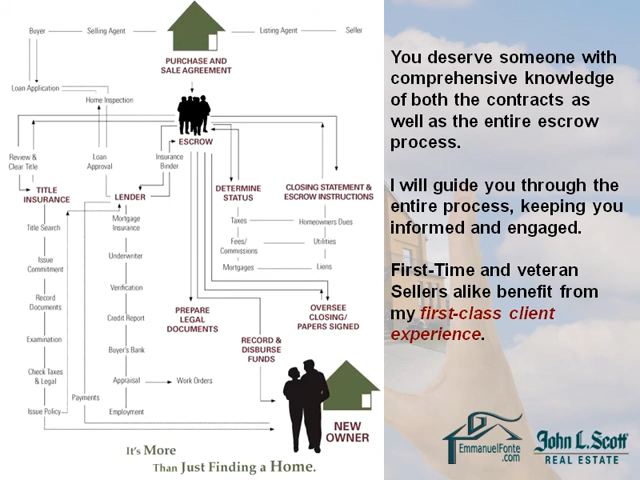 Buyer Selling Agent Listing Agent Seller
PURCHASE AND
SALE AGREEMENT
Loan Application
Home Inspection
ESCROW
Review &
Clear Title
Loan
Approval
Insurance
Binder
TITLE
INSURANCE
LENDER
DETERMINE
STATUS
CLOSING STATEMENT &
ESCROW INSTRUCTIONS
Title Search
Issue
Commitment
Record
Documents
Examination
Check Taxes
& Legal
Issue Policy
Payments
Mortgage
Insurance
Underwriter
Verification
Credit Report
Buyer's Bank
Appraisal
Work Orders
Employment
Taxes
Homeowners Dues
Fees/
Commissions
Utilities
Mortgages
Liens
PREPARE
LEGAL
DOCUMENTS
OVERSEE
CLOSING/
PAPERS SIGNED
RECORD &
DISBURSE
FUNDS
NEW
OWNER
It's More
Than Just Finding a Home.
You deserve someone with
comprehensive knowledge
of both the contracts as
well as the entire escrow
process.
I will guide you through the
entire process, keeping you
informed and engaged.
First-Time and veteran
Sellers alike benefit from
my first-class client
experience.
EmmanuelFonte
.com
John L. Scott
REAL ESTATE